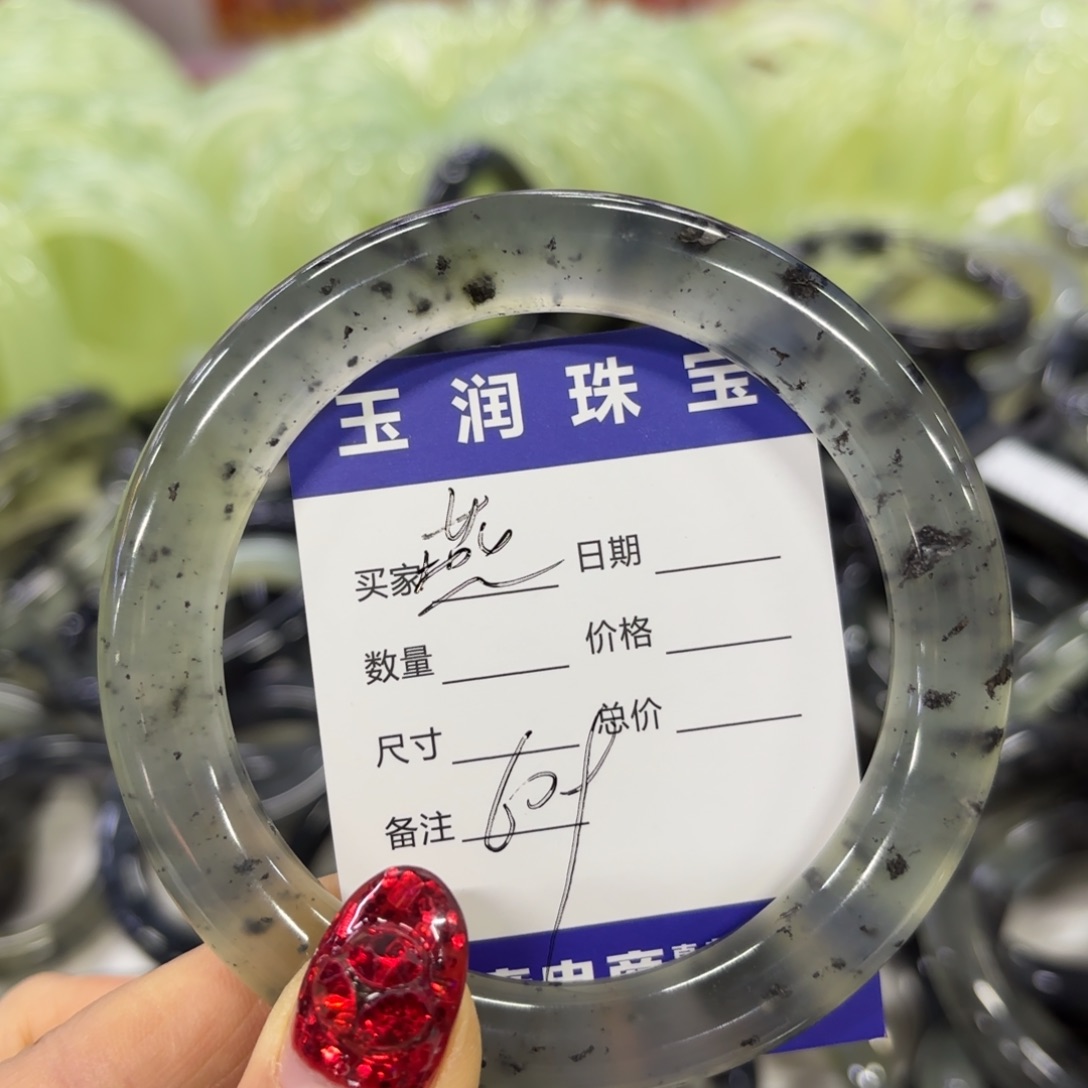 玉润珠宝
买家 日期
数量 价格
尺寸 总价
备注